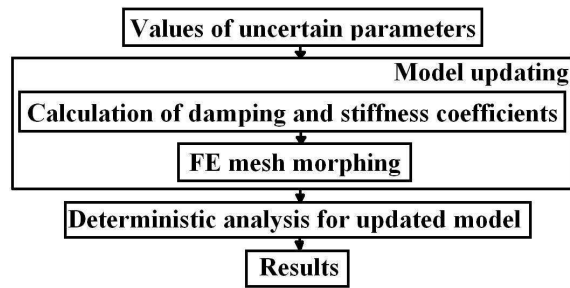 Values of uncertain parameters
Model updating
Calculation of damping and stiffness coefficients
FE mesh morphing
Deterministic analysis for updated model
Results